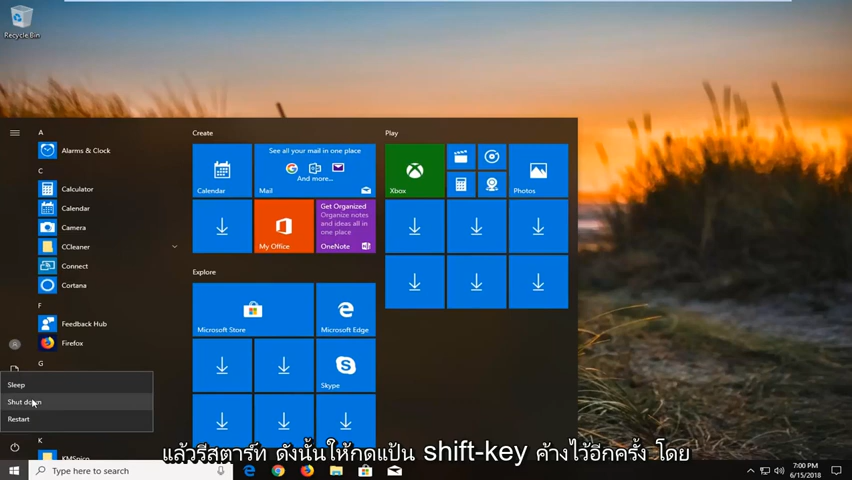 Recycle Bin
A
Alarms & Clock
C
Calculator
Calendar
Camera
CCleaner
Connect
Cortana
F
Feedback Hub
Firefox
G
Sleep
Shut down
Restart
K
KMSpico
Create
See all your mail in one place
And more...
Calendar
Mail
My Office
Get Organized
Organize notes
and ideas all in
one place
OneNote
Explore
Microsoft Store
Microsoft Edge
Skype
Play
Xbox
Photos
แล้วรีสตาร์ท ดังนั้นให้กดแป้น shift-key ค้างไว้อีกครั้ง โดย
Type here to search
7:00 PM
6/15/2018